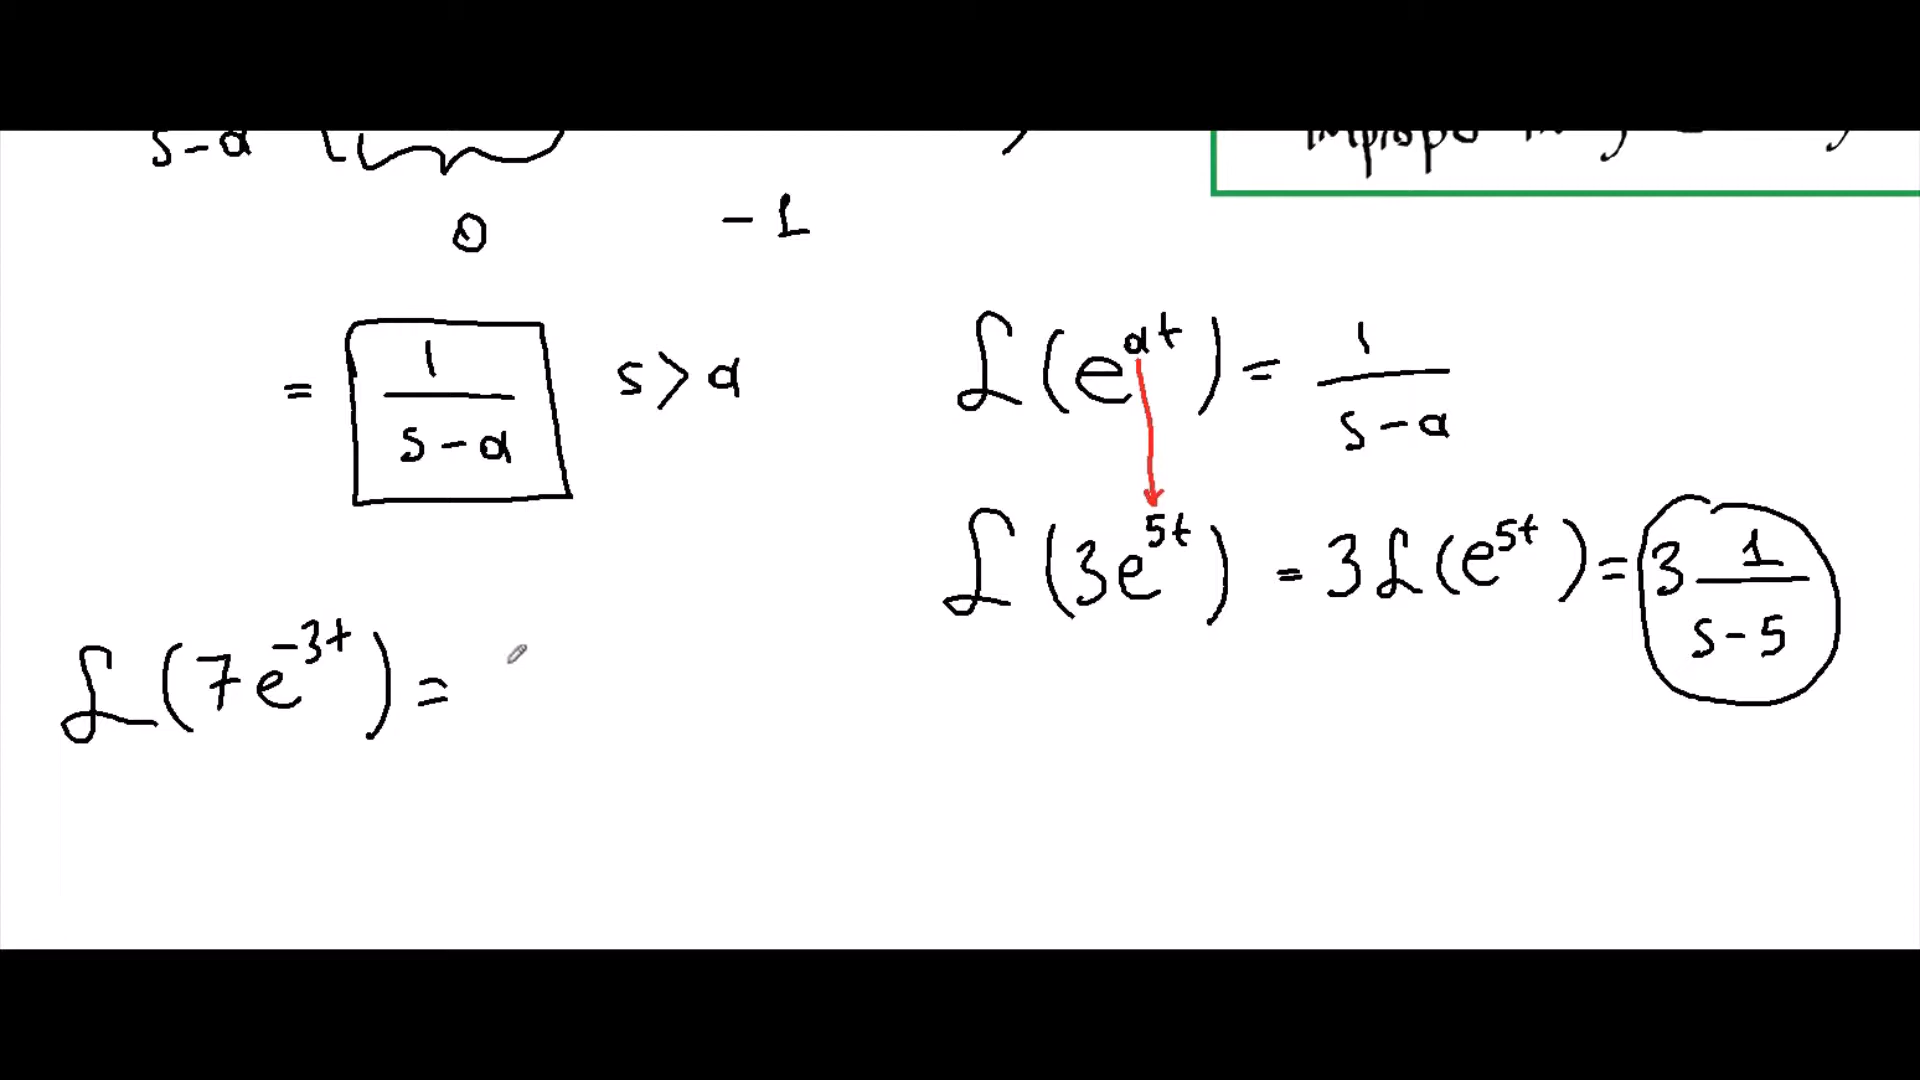 s-a
0 -1
= 1/(s-a) s>a
ℒ(e^{at}) = 1/(s-a)
ℒ(3e^{5t}) = 3ℒ(e^{5t}) = 3 1/(s-5)
ℒ(7e^{-3t}) =